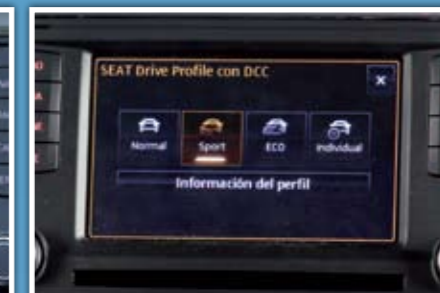 SEAT Drive Profile con DCC
x
Normal Sport ECO Individual
Información del perfil